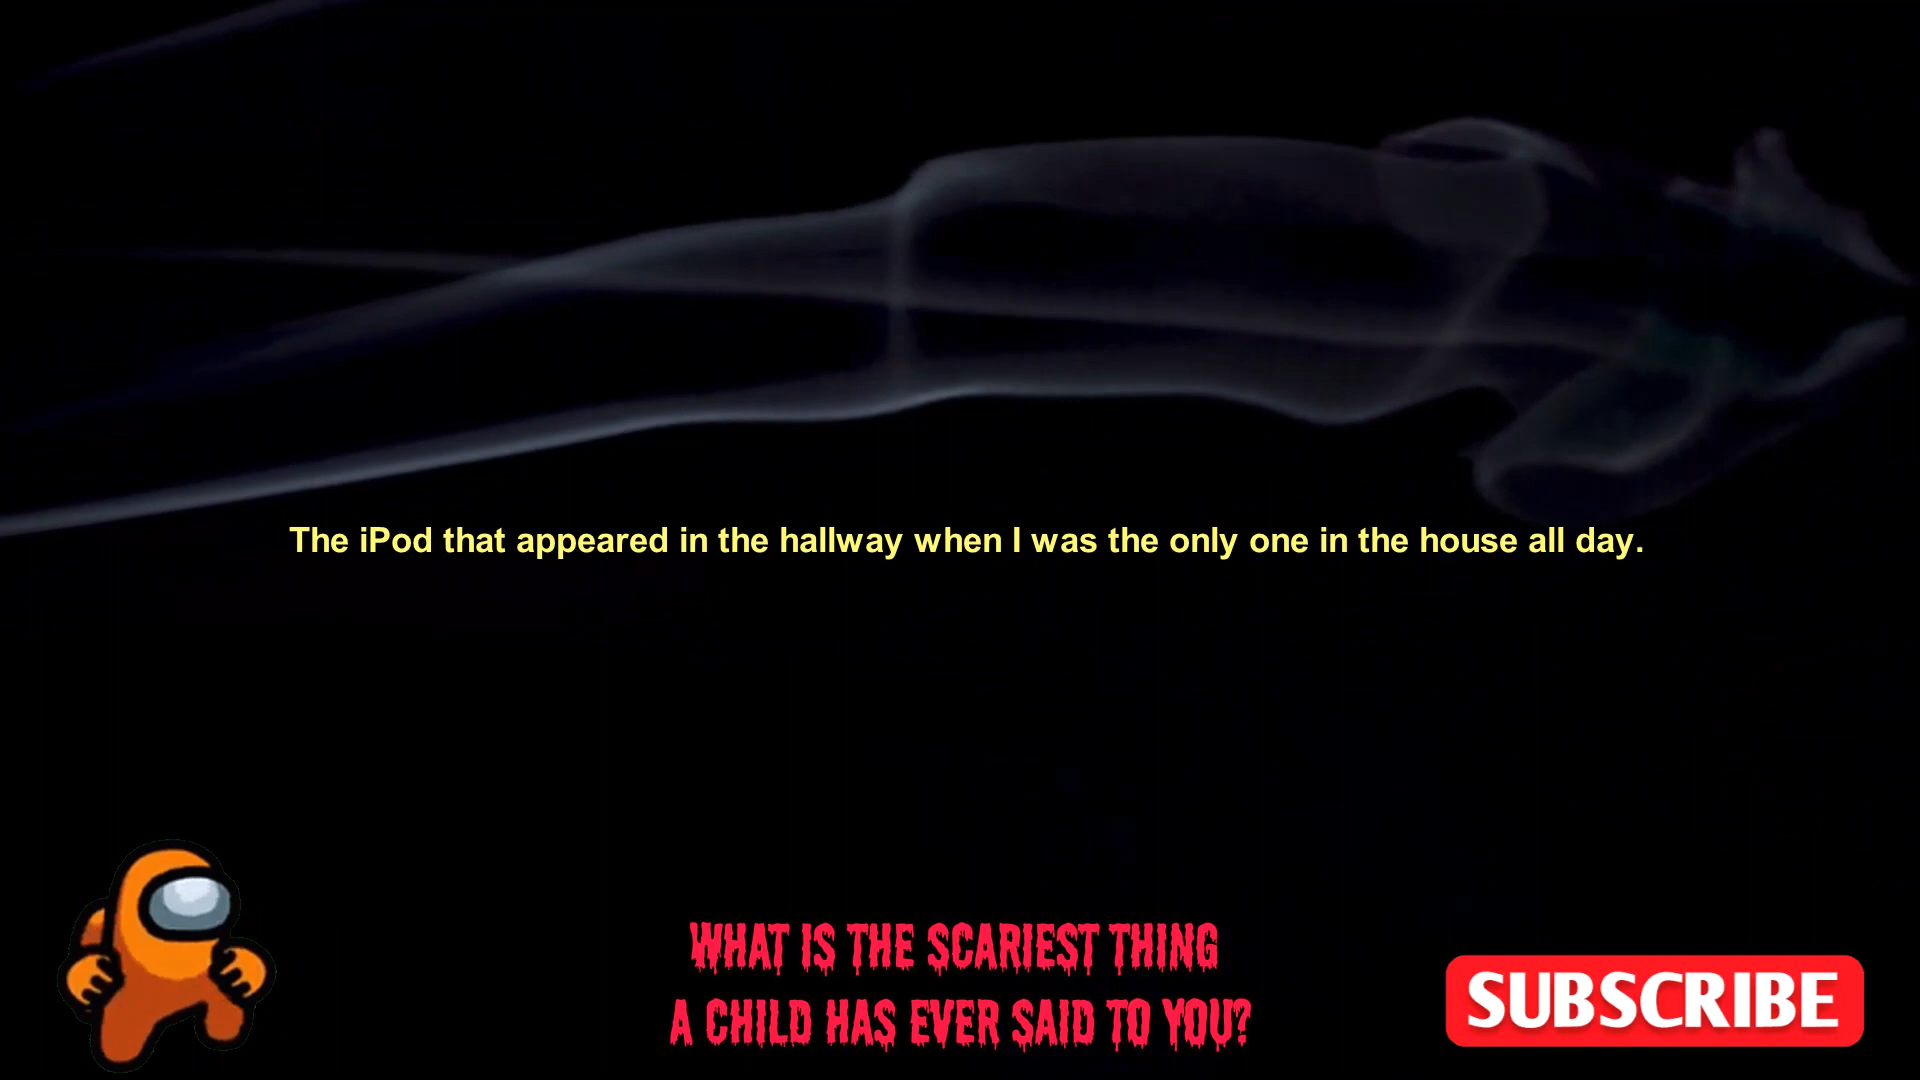 The iPod that appeared in the hallway when I was the only one in the house all day.
WHAT IS THE SCARIEST THING
A CHILD HAS EVER SAID TO YOU?
SUBSCRIBE